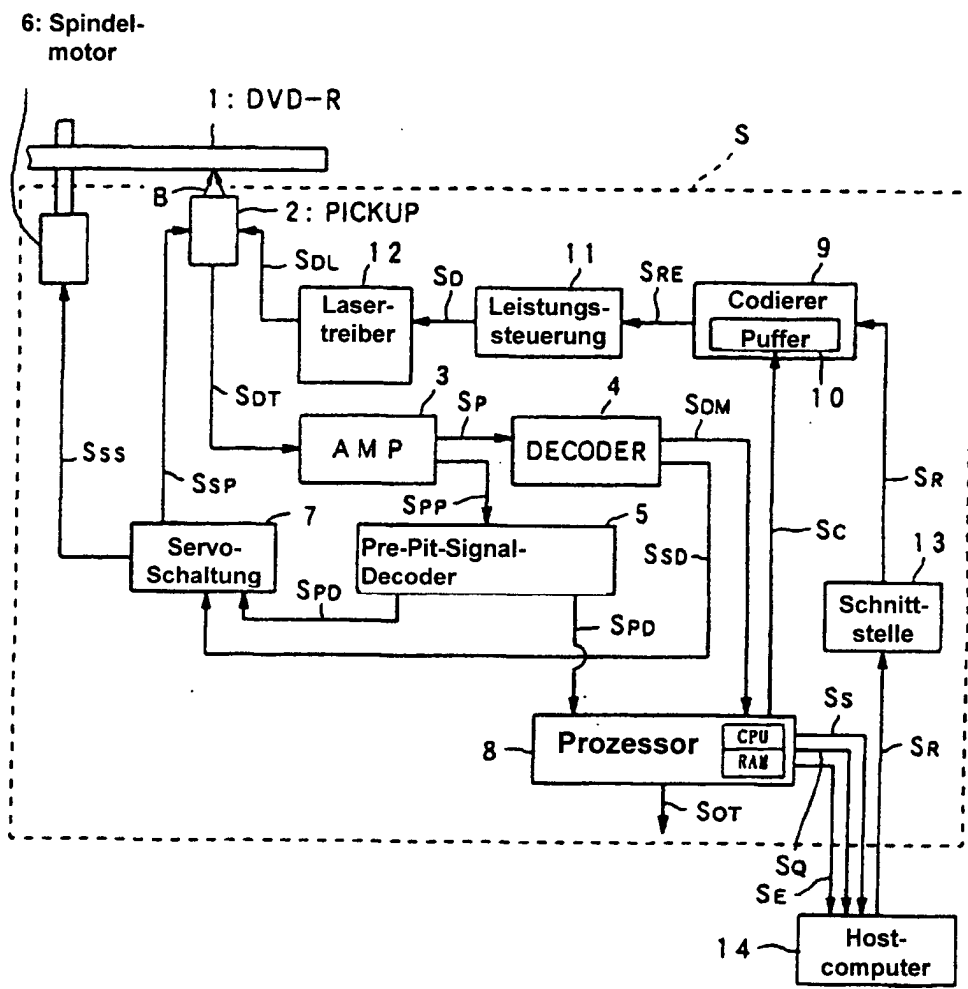 6: Spindel-
motor
1: DVD-R
S
B
2: PICKUP
SDL
12
Laser-
treiber
SD
11
Leistungs-
steuerung
SRE
9
Codierer
Puffer
10
SDT
3
AMP
SP
4
DECODER
SDM
SSS
SSP
SPP
SR
7
Servo-
Schaltung
5
Pre-Pit-Signal-
Decoder
SSD
SC
13
Schnitt-
stelle
SPD
SPD
8
Prozessor
CPU
RAM
SS
SR
SOT
SQ
SE
14
Host-
computer